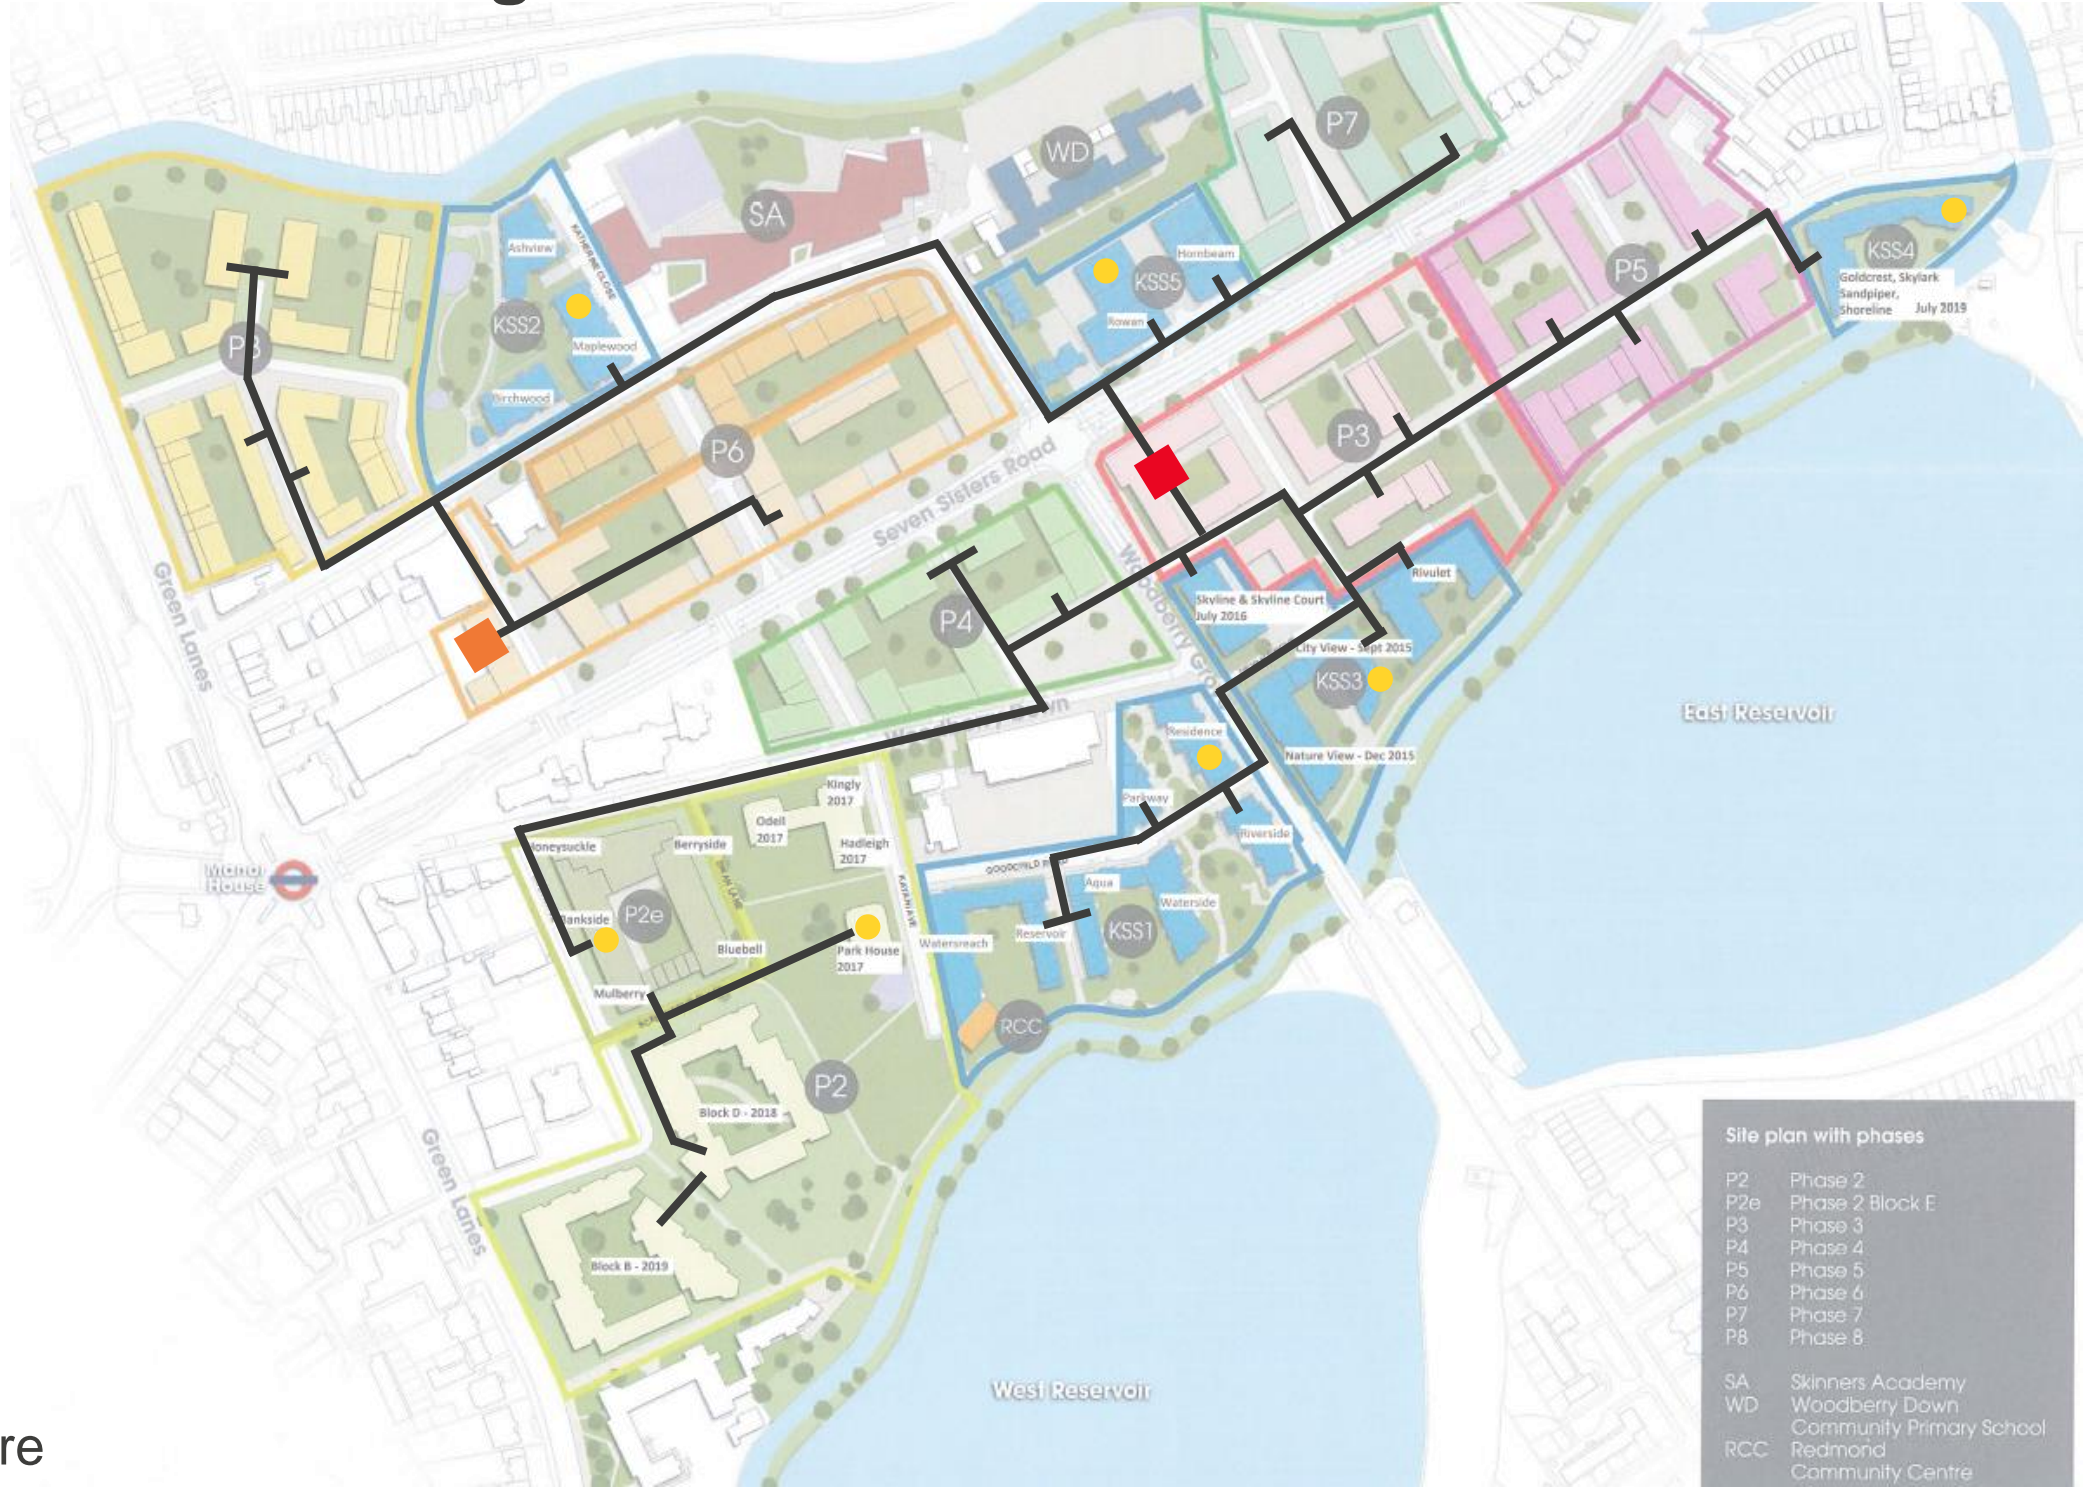 g
P7
WD
SA
KATHERINE CLOSE
Ashview
Hornbeam
KSS5
KSS4
P5
Goldcrest, Skylark
Sandpiper,
Shoreline July 2019
KSS2
Rowan
P8
Maplewood
Birchwood
P6
P3
Seven Sisters Road
Green Lanes
P4
Rivulet
Skyline & Skyline Court
July 2016
City View - Sept 2015
KSS3
East Reservoir
Residence
Nature View - Dec 2015
Kingly
2017
Parkway
Odell
2017
Riverside
Berryside
Hadleigh
2017
GOODCHILD ROAD
Manor
House
Aqua
Waterside
P2e
Bluebell
Park House
2017
Watersreach
Reservoir
KSS1
Mulberry
RCC
P2
Block D - 2018
Green Lanes
Block B - 2019
West Reservoir
Site plan with phases
P2 Phase 2
P2e Phase 2 Block E
P3 Phase 3
P4 Phase 4
P5 Phase 5
P6 Phase 6
P7 Phase 7
P8 Phase 8
SA Skinners Academy
WD Woodberry Down
Community Primary School
RCC Redmond
Community Centre
re